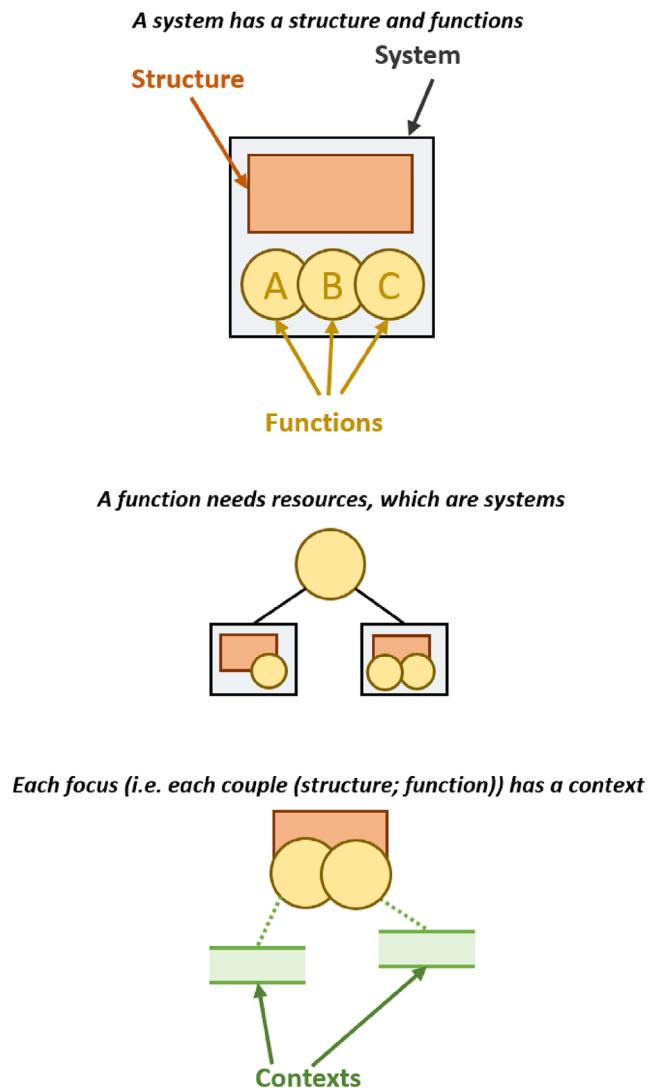 A system has a structure and functions
System
Structure
A B C
Functions
A function needs resources, which are systems
Each focus (i.e. each couple (structure; function)) has a context
Contexts